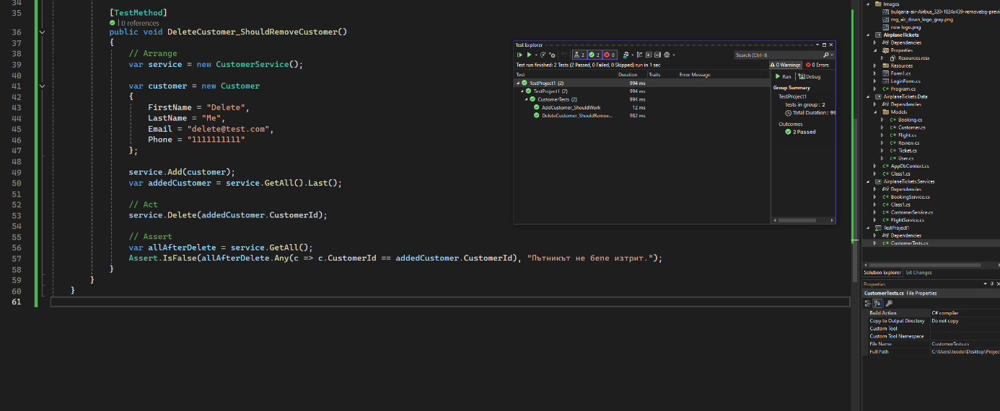 34
35 [TestMethod]
| 0 references
36 public void DeleteCustomer_ShouldRemoveCustomer()
37 {
38 // Arrange
39 var service = new CustomerService();
40
41 var customer = new Customer
42 {
43 FirstName = "Delete",
44 LastName = "Me",
45 Email = "delete@test.com",
46 Phone = "1111111111"
47 };
48
49 service.Add(customer);
50 var addedCustomer = service.GetAll().Last();
51
52 // Act
53 service.Delete(addedCustomer.CustomerId);
54
55 // Assert
56 var allAfterDelete = service.GetAll();
57 Assert.IsFalse(allAfterDelete.Any(c => c.CustomerId == addedCustomer.CustomerId), "Пътникът не беше изтрит.");
58 }
59 }
60 }
61
Test Explorer
2 2 0
Search (Ctrl+I)
Test run finished: 2 Tests (2 Passed, 0 Failed, 0 Skipped) run in 1 sec
0 Warnings 0 Errors
Test Duration Traits Error Message
TestProject1 (2) 994 ms
TestProject1 (2) 994 ms
CustomerTests (2) 994 ms
AddCustomer_ShouldWork 12 ms
DeleteCustomer_ShouldRemov... 982 ms
Run Debug
Group Summary
TestProject1
Tests in group: 2
Total Duration: 99
Outcomes
2 Passed
Images
bulgaria-air-Airbus_320-1024x439-removebg-previ
mg_air_down_logo_gray.png
new logo.png
AirplaneTickets
Dependencies
Properties
Resources.resx
Resources
Form1.cs
LoginForm.cs
C# Program.cs
AirplaneTickets.Data
Dependencies
Models
C# Booking.cs
C# Customer.cs
C# Flight.cs
C# Review.cs
C# Ticket.cs
C# User.cs
C# AppDbContext.cs
C# Class1.cs
AirplaneTickets.Services
Dependencies
C# BookingService.cs
C# Class1.cs
C# CustomerService.cs
C# FlightService.cs
TestProject1
Dependencies
C# CustomerTests.cs
Solution Explorer Git Changes
Properties
CustomerTests.cs File Properties
Build Action C# compiler
Copy to Output Directory Do not copy
Custom Tool
Custom Tool Namespace
File Name CustomerTests.cs
Full Path C:\Users\teodo\Desktop\Projec